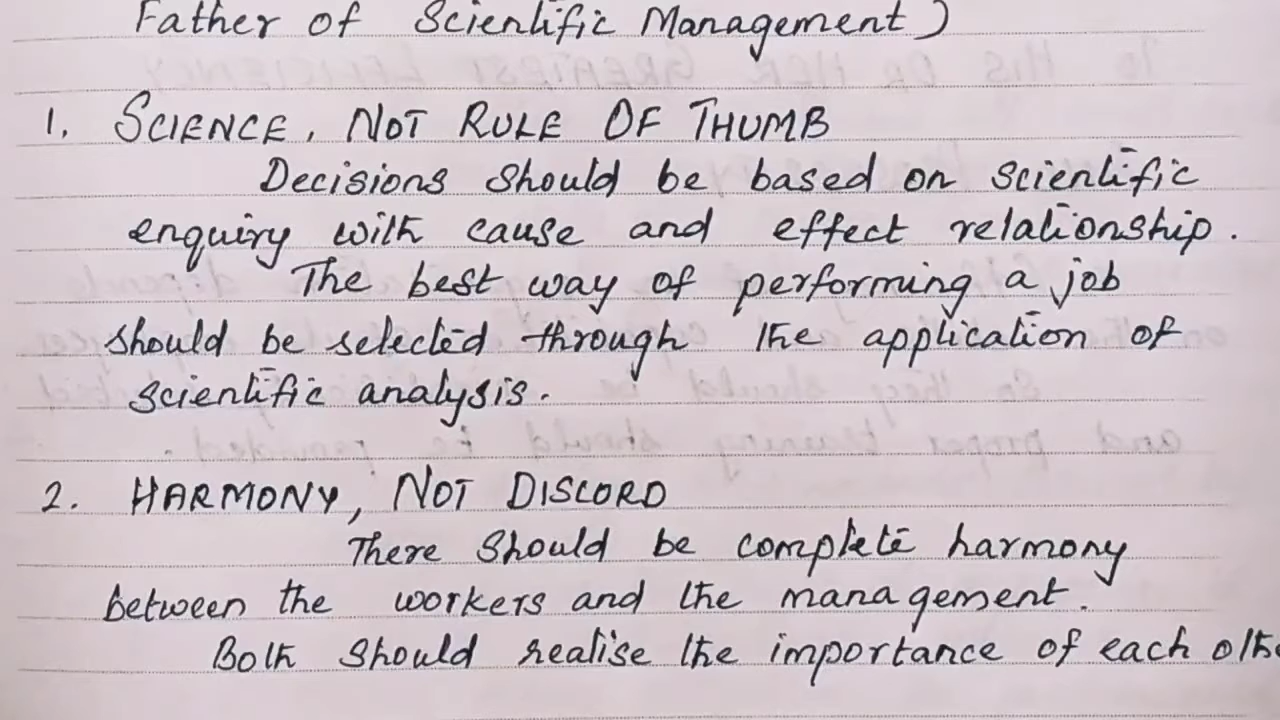 Father of Scientific Management)
1. SCIENCE, NOT RULE OF THUMB
Decisions should be based on scientific
enquiry with cause and effect relationship.
The best way of performing a job
should be selected through the application of
scientific analysis.
2. HARMONY, NOT DISCORD
There should be complete harmony
between the workers and the management.
Both should realise the importance of each